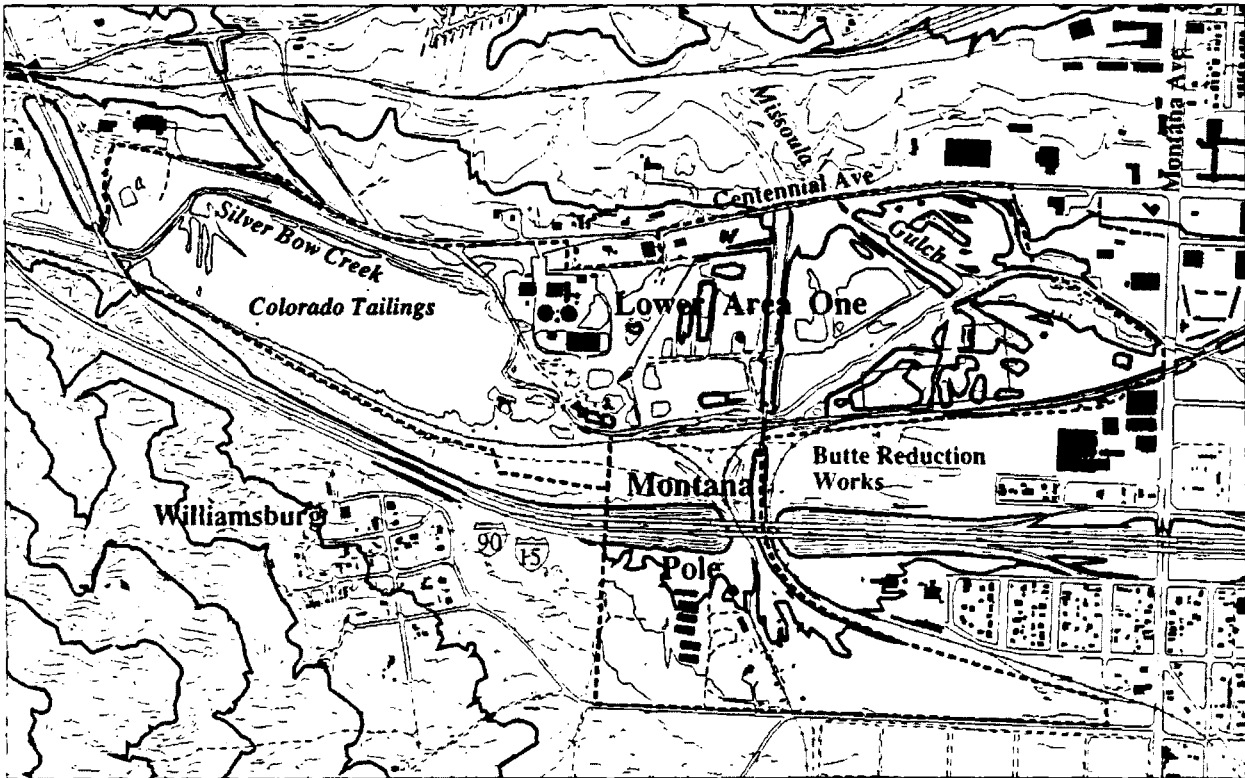 Missoula
Montana Ave
Centennial Ave
Gulch
Silver Bow Creek
Colorado Tailings
Lower Area One
Butte Reduction
Works
Montana
Williamsburg
90
15
Pole